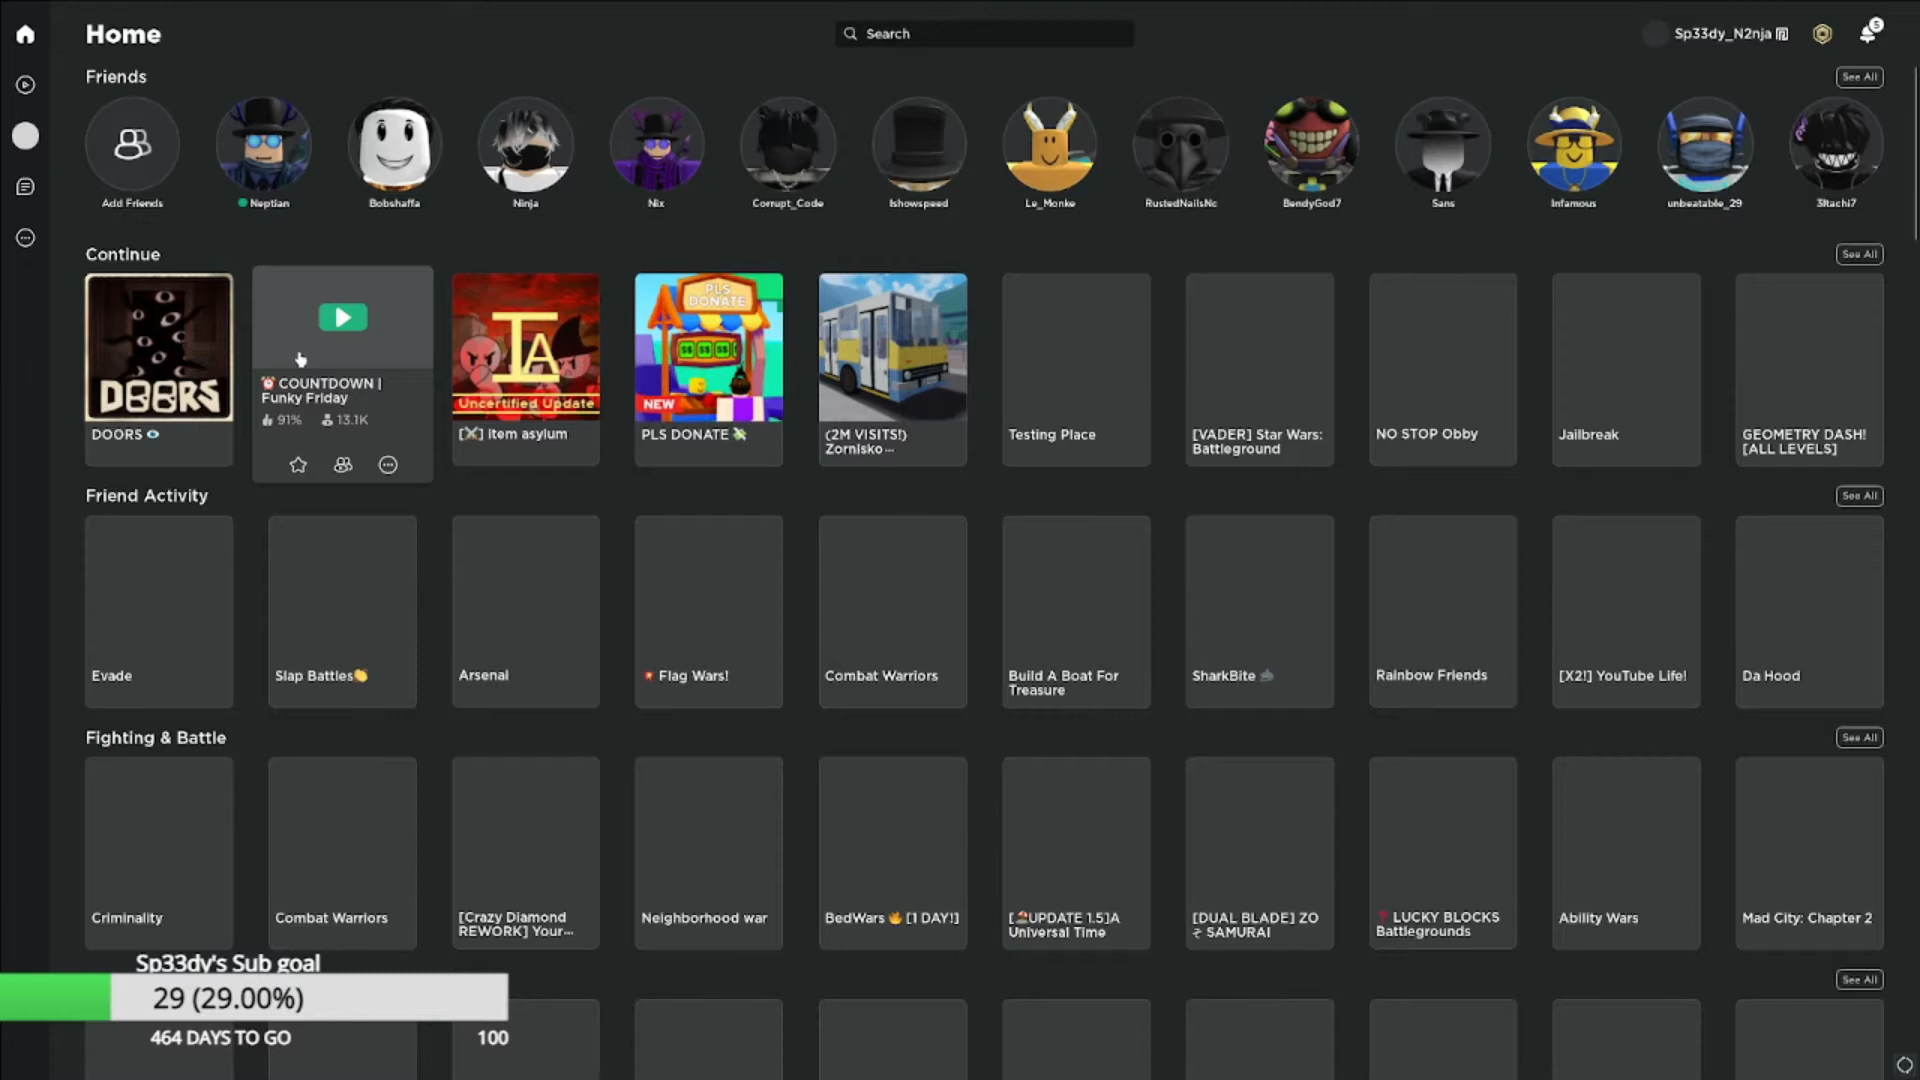 Home
Search
Sp33dy_N2nja
5
Friends
See All
Add Friends
Neptian
Bobshaffa
Ninja
Nix
Corrupt_Code
Ishowspeed
Le_Monke
RustedNailsNc
BendyGod7
Sans
Infamous
unbeatable_29
3Itachi7
Continue
See All
DOORS
DOORS 👁
⏰ COUNTDOWN |
Funky Friday
91%
13.1K
IA
Uncertified Update
[⚔] item asylum
PLS
DONATE
$$ $$ $$
NEW
PLS DONATE 💸
(2M VISITS!)
Zornisko...
Testing Place
[VADER] Star Wars:
Battleground
NO STOP Obby
Jailbreak
GEOMETRY DASH!
[ALL LEVELS]
Friend Activity
See All
Evade
Slap Battles👏
Arsenal
💥 Flag Wars!
Combat Warriors
Build A Boat For
Treasure
SharkBite 🦈
Rainbow Friends
[X2!] YouTube Life!
Da Hood
Fighting & Battle
See All
Criminality
Combat Warriors
[Crazy Diamond
REWORK] Your...
Neighborhood war
BedWars 🔥 [1 DAY!]
[🏖UPDATE 1.5]A
Universal Time
[DUAL BLADE] ZO
そ SAMURAI
❓ LUCKY BLOCKS
Battlegrounds
Ability Wars
Mad City: Chapter 2
See All
Sp33dy's Sub goal
29 (29.00%)
464 DAYS TO GO
100